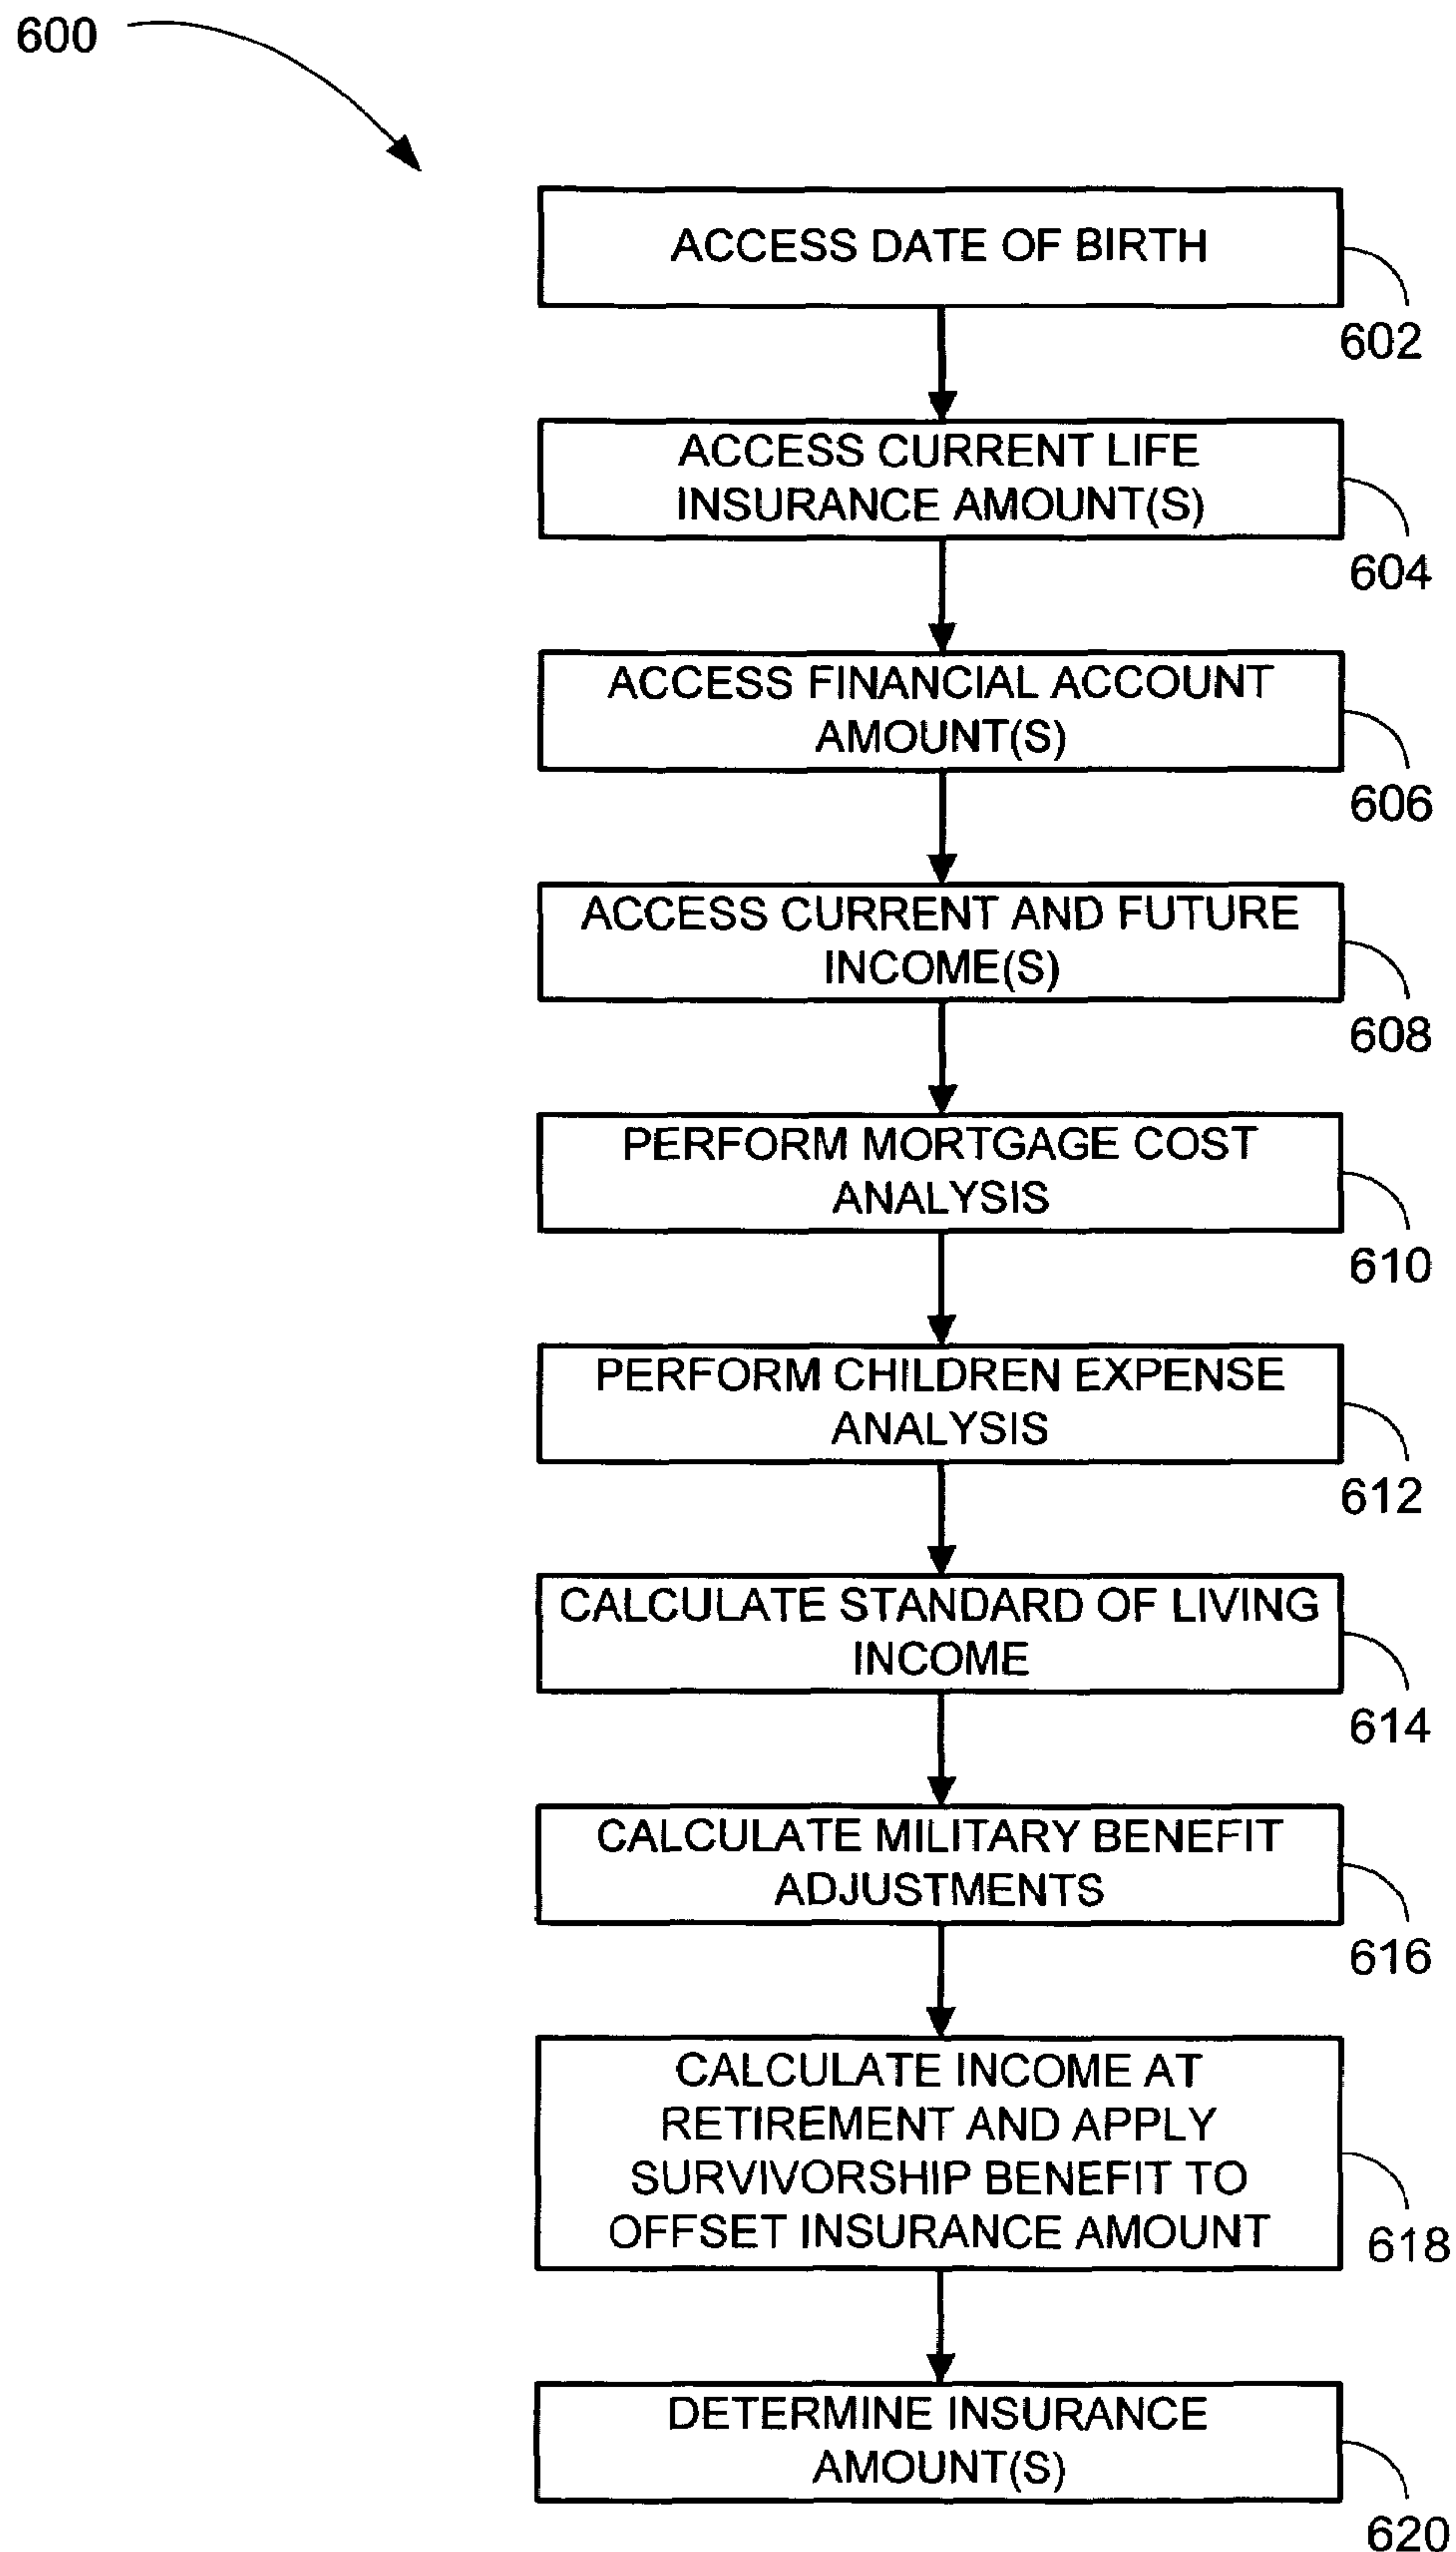 600
ACCESS DATE OF BIRTH
602
ACCESS CURRENT LIFE
INSURANCE AMOUNT(S)
604
ACCESS FINANCIAL ACCOUNT
AMOUNT(S)
606
ACCESS CURRENT AND FUTURE
INCOME(S)
608
PERFORM MORTGAGE COST
ANALYSIS
610
PERFORM CHILDREN EXPENSE
ANALYSIS
612
CALCULATE STANDARD OF LIVING
INCOME
614
CALCULATE MILITARY BENEFIT
ADJUSTMENTS
616
CALCULATE INCOME AT
RETIREMENT AND APPLY
SURVIVORSHIP BENEFIT TO
OFFSET INSURANCE AMOUNT
618
DETERMINE INSURANCE
AMOUNT(S)
620